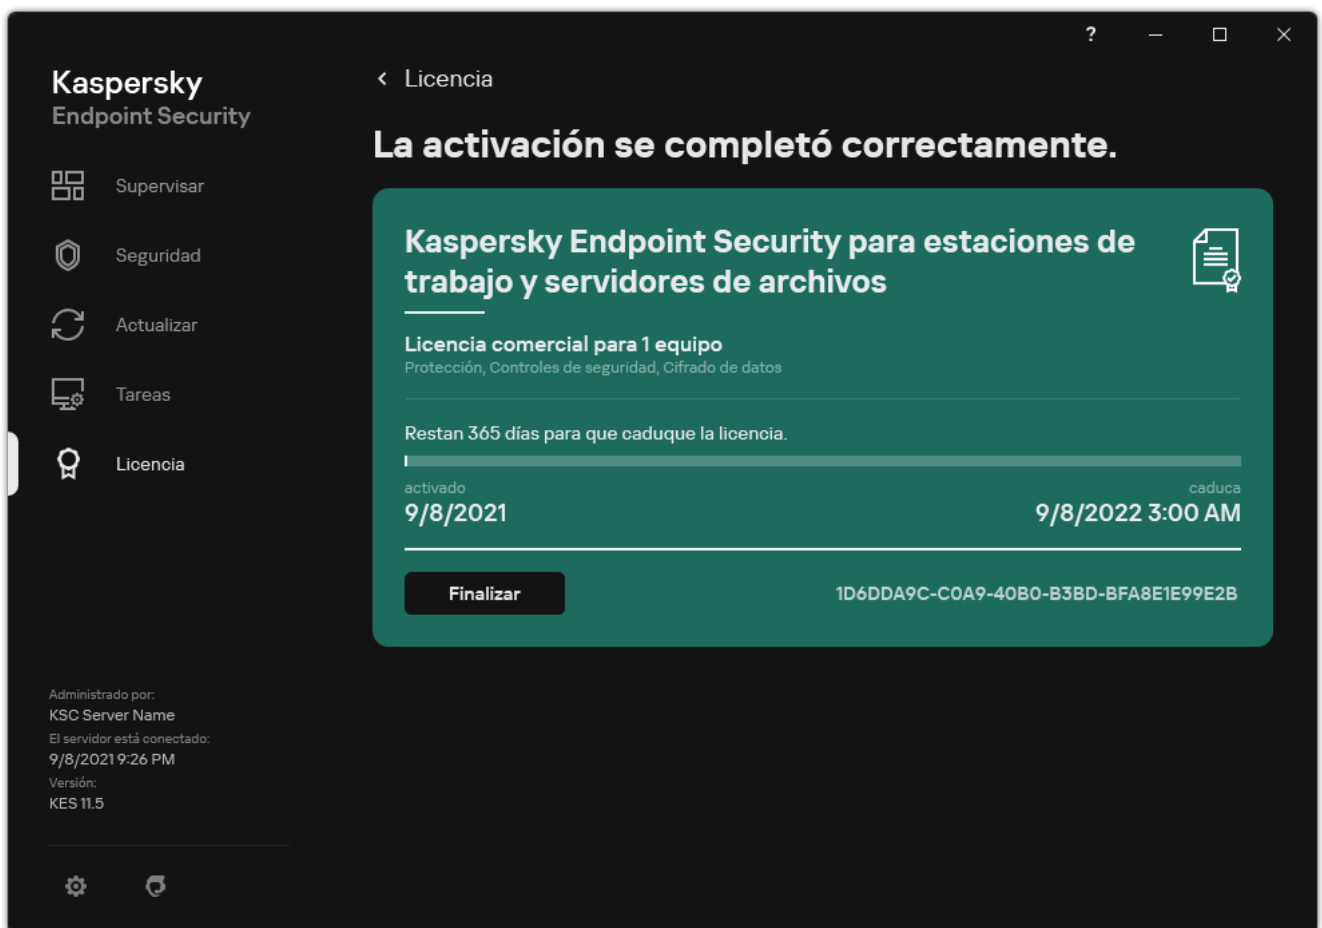 ?
Kaspersky
Endpoint Security
Supervisar
Seguridad
Actualizar
Tareas
Licencia
Administrado por:
KSC Server Name
El servidor está conectado:
9/8/2021 9:26 PM
Versión:
KES 11.5
Licencia
La activación se completó correctamente.
Kaspersky Endpoint Security para estaciones de
trabajo y servidores de archivos
Licencia comercial para 1 equipo
Protección, Controles de seguridad, Cifrado de datos
Restan 365 días para que caduque la licencia.
activado caduca
9/8/2021 9/8/2022 3:00 AM
Finalizar 1D6DDA9C-C0A9-40B0-B3BD-BFA8E1E99E2B